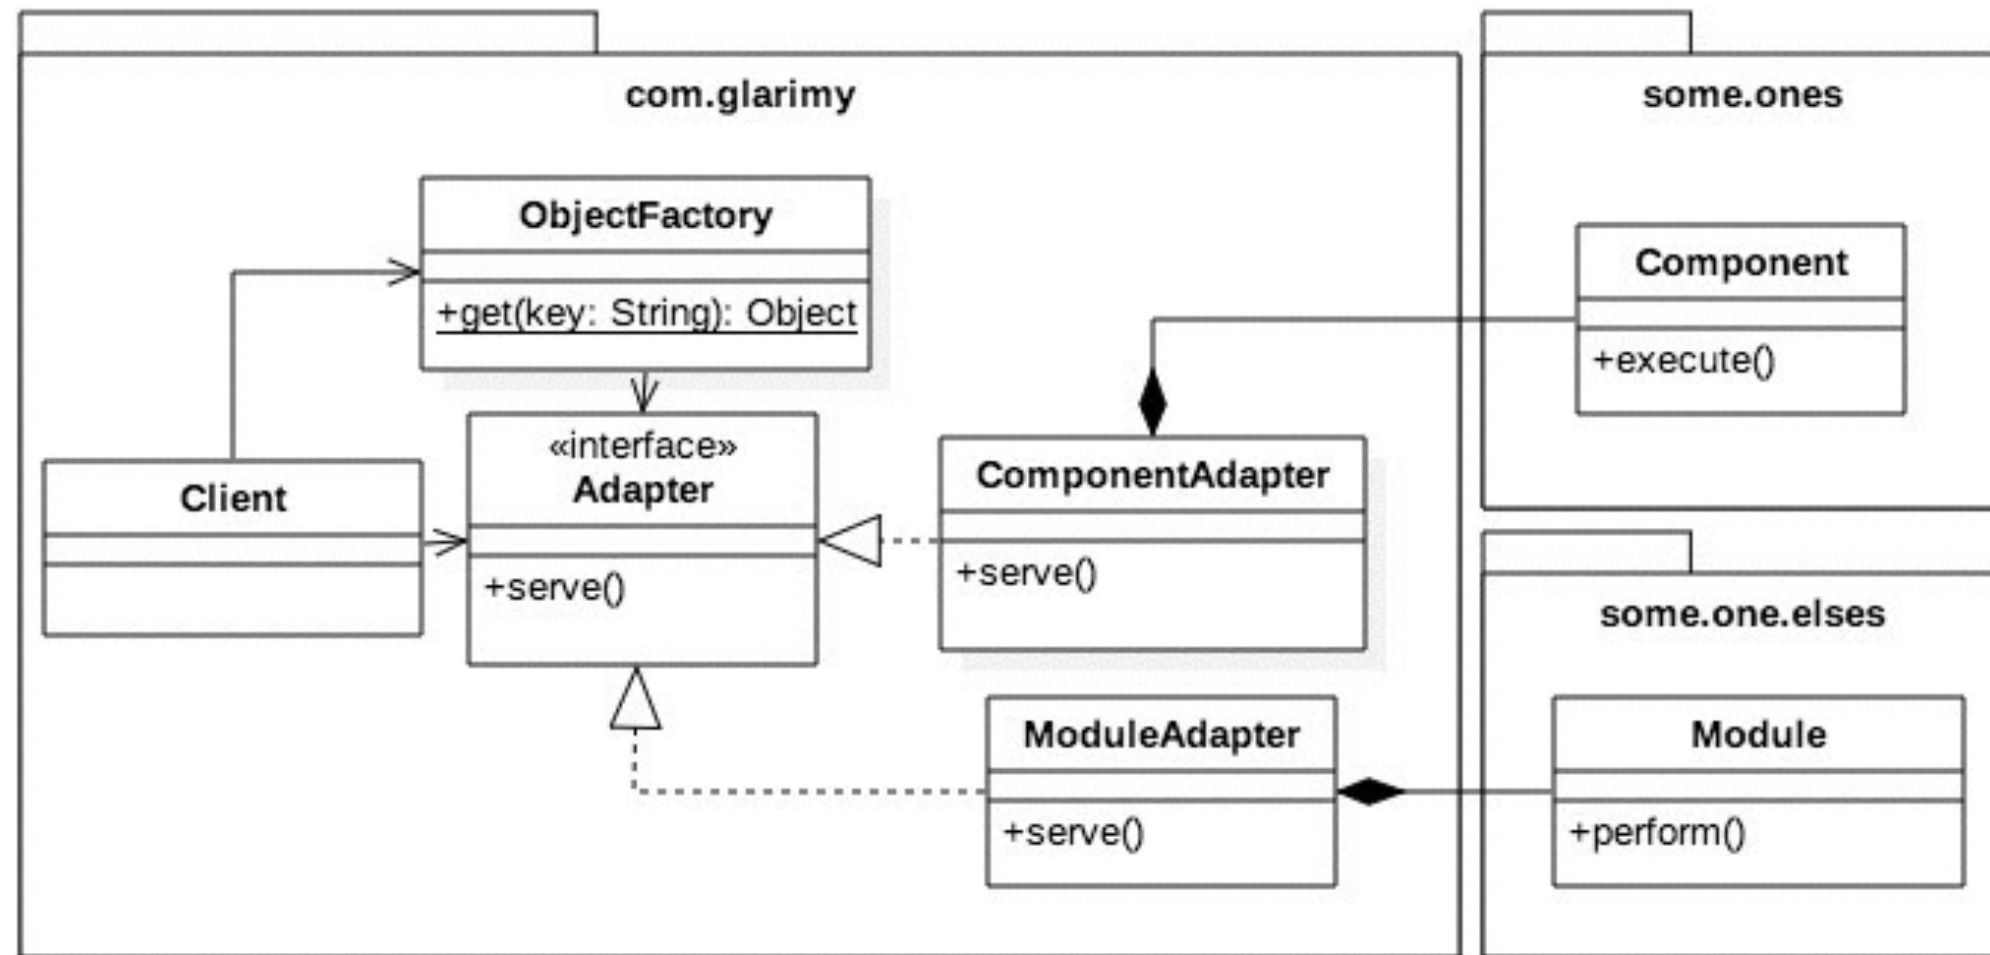 com.glarimy
ObjectFactory
+get(key: String): Object
Client
«interface»
Adapter
+serve()
ComponentAdapter
+serve()
ModuleAdapter
+serve()
some.ones
Component
+execute()
some.one.elses
Module
+perform()